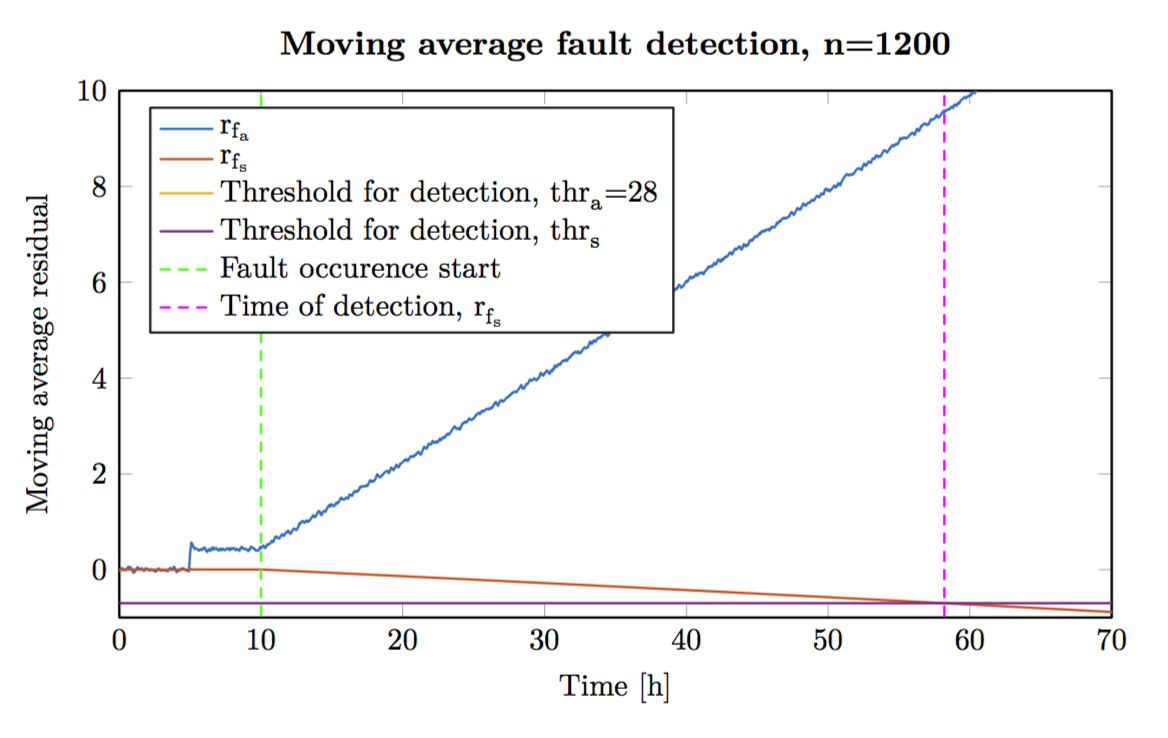 Moving average fault detection, n=1200
10
8
6
4
2
0
Moving average residual
r_{f_a}
r_{f_s}
Threshold for detection, thr_a=28
Threshold for detection, thr_s
Fault occurence start
Time of detection, r_{f_s}
0 10 20 30 40 50 60 70
Time [h]